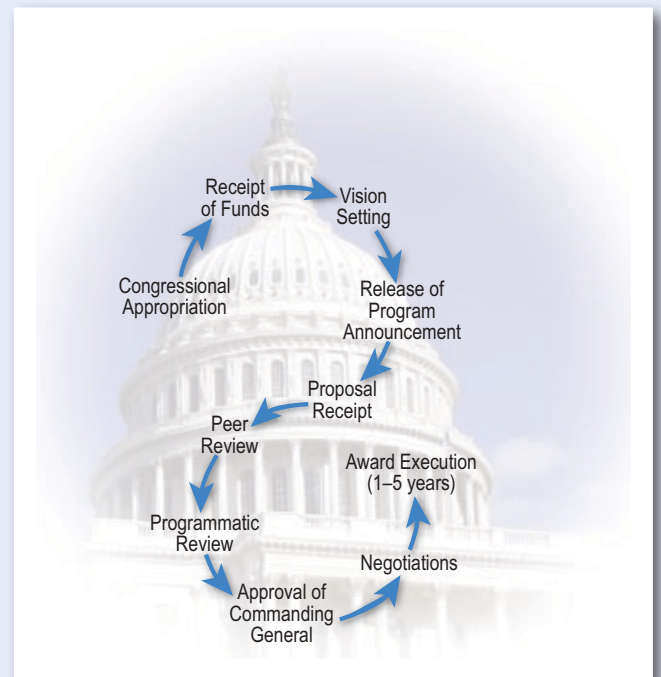 Congressional
Appropriation
Receipt
of Funds
Vision
Setting
Release of
Program
Announcement
Proposal
Receipt
Peer
Review
Programmatic
Review
Approval of
Commanding
General
Negotiations
Award Execution
(1–5 years)